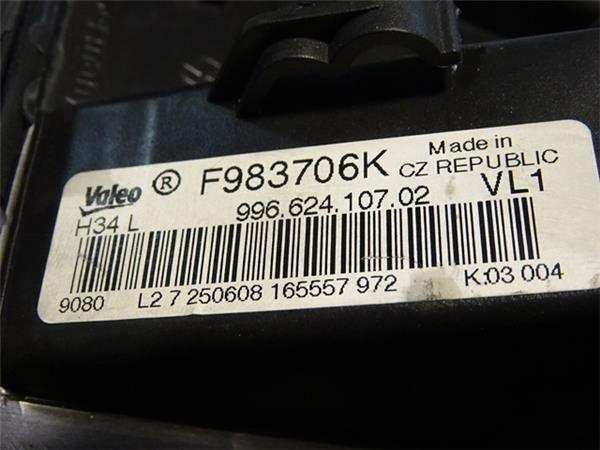 Valeo ® F983706K Made in
CZ REPUBLIC
H34 L 996.624.107.02 VL1
9080 L2 7 250608 165557 972 K:03 004